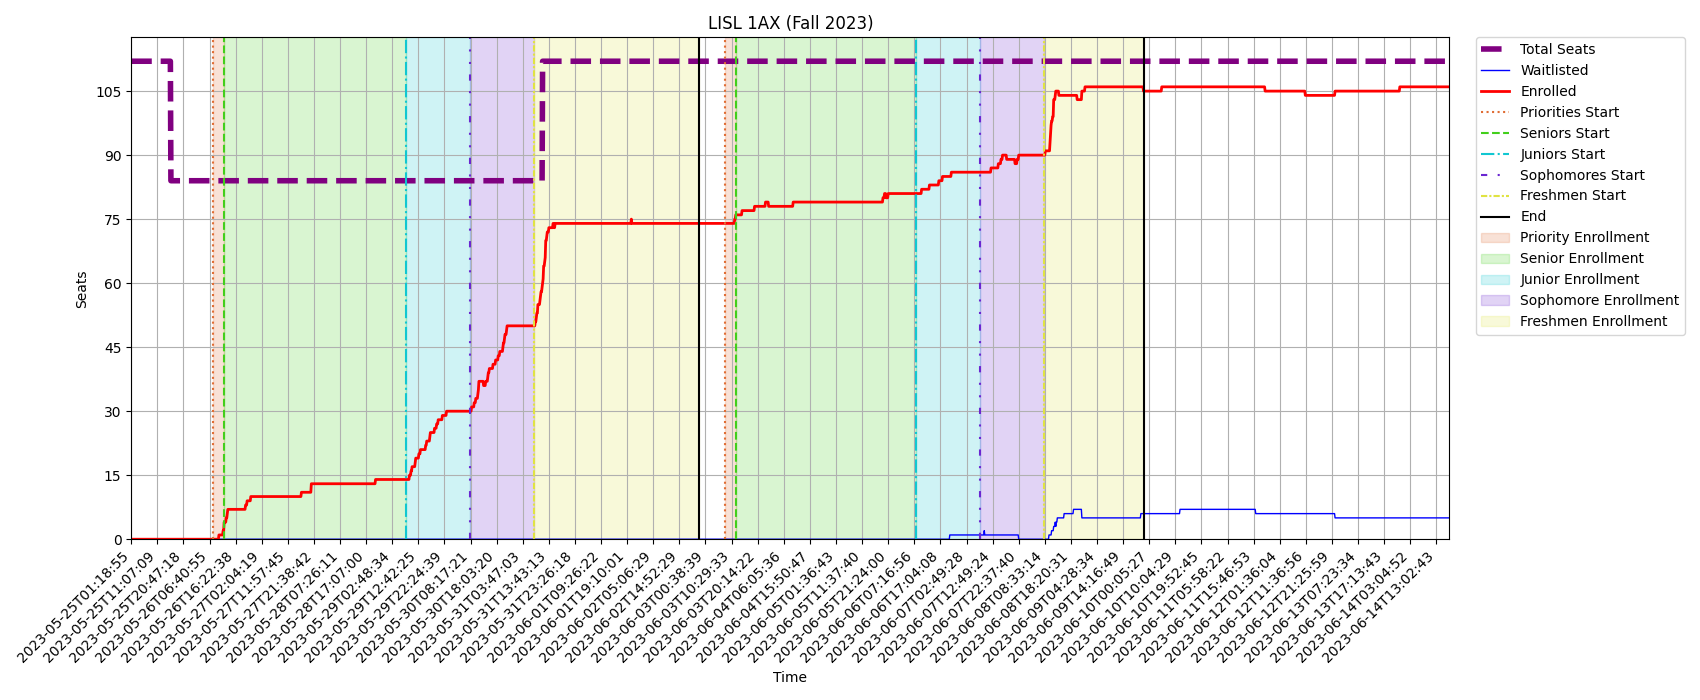 LISL 1AX (Fall 2023)
Seats
105
90
75
60
45
30
15
0
2023-05-25T01:18:55
2023-05-25T11:07:09
2023-05-25T20:47:18
2023-05-26T06:40:55
2023-05-26T16:22:38
2023-05-27T02:04:19
2023-05-27T11:57:45
2023-05-27T21:38:42
2023-05-28T07:26:11
2023-05-28T17:07:00
2023-05-29T02:48:34
2023-05-29T12:42:25
2023-05-29T22:24:39
2023-05-30T08:17:21
2023-05-30T18:03:20
2023-05-31T03:47:03
2023-05-31T13:43:13
2023-05-31T23:26:18
2023-06-01T09:26:22
2023-06-01T19:10:01
2023-06-02T05:06:29
2023-06-02T14:52:29
2023-06-03T00:38:39
2023-06-03T10:29:33
2023-06-03T20:14:22
2023-06-04T06:05:36
2023-06-04T15:50:47
2023-06-05T01:36:43
2023-06-05T11:37:40
2023-06-05T21:24:00
2023-06-06T07:16:56
2023-06-06T17:04:08
2023-06-07T02:49:28
2023-06-07T12:49:24
2023-06-07T22:37:40
2023-06-08T08:33:14
2023-06-08T18:20:31
2023-06-09T04:28:34
2023-06-09T14:16:49
2023-06-10T00:05:27
2023-06-10T10:04:29
2023-06-10T19:52:45
2023-06-11T05:58:22
2023-06-11T15:46:53
2023-06-12T01:36:04
2023-06-12T11:36:56
2023-06-12T21:25:59
2023-06-13T07:23:34
2023-06-13T17:13:43
2023-06-14T03:04:52
2023-06-14T13:02:43
Time
Total Seats
Waitlisted
Enrolled
Priorities Start
Seniors Start
Juniors Start
Sophomores Start
Freshmen Start
End
Priority Enrollment
Senior Enrollment
Junior Enrollment
Sophomore Enrollment
Freshmen Enrollment